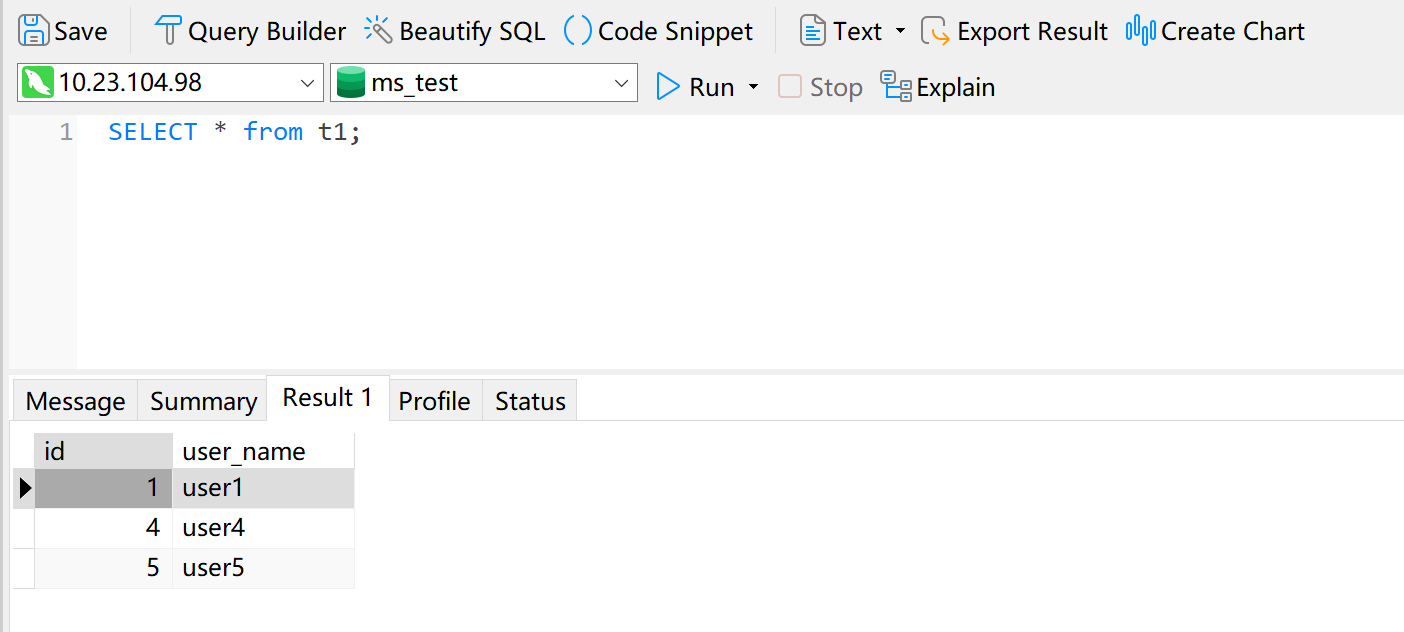 Save Query Builder Beautify SQL Code Snippet Text Export Result Create Chart
10.23.104.98 ms_test Run Stop Explain
1 SELECT * from t1;
Message Summary Result 1 Profile Status
id user_name
1 user1
4 user4
5 user5